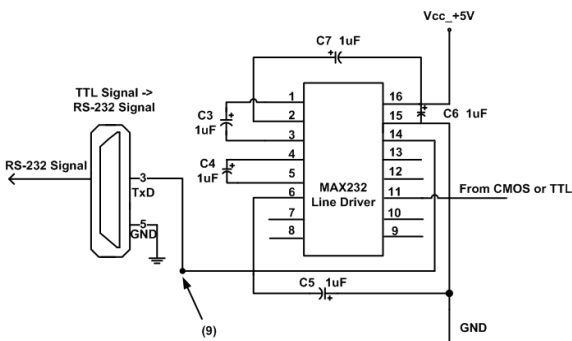 Vcc_+5V
C7 1uF
TTL Signal ->
RS-232 Signal
C3
1uF
C4
1uF
C6 1uF
1
2
3
4
5
6
7
8
16
15
14
13
12
11
10
9
MAX232
Line Driver
RS-232 Signal
3
TxD
5
GND
From CMOS or TTL
C5 1uF
(9)
GND